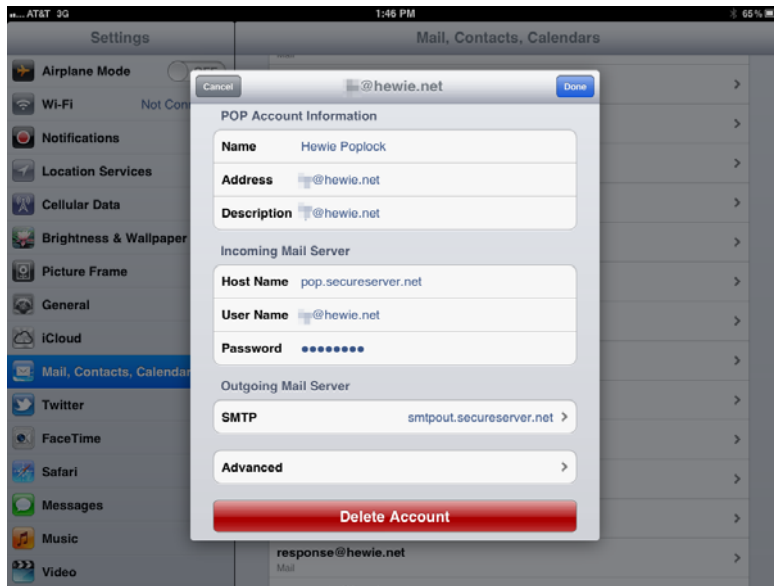 AT&T 3G 1:46 PM 65%
Settings
Mail, Contacts, Calendars
Airplane Mode OFF
Wi-Fi Not Conn
Notifications
Location Services
Cellular Data
Brightness & Wallpaper
Picture Frame
General
iCloud
Mail, Contacts, Calendar
Twitter
FaceTime
Safari
Messages
Music
Video
Mail
Cancel @hewie.net Done
POP Account Information
Name Hewie Poplock
Address @hewie.net
Description @hewie.net
Incoming Mail Server
Host Name pop.secureserver.net
User Name @hewie.net
Password ••••••••
Outgoing Mail Server
SMTP smtpout.secureserver.net
Advanced
Delete Account
response@hewie.net
Mail